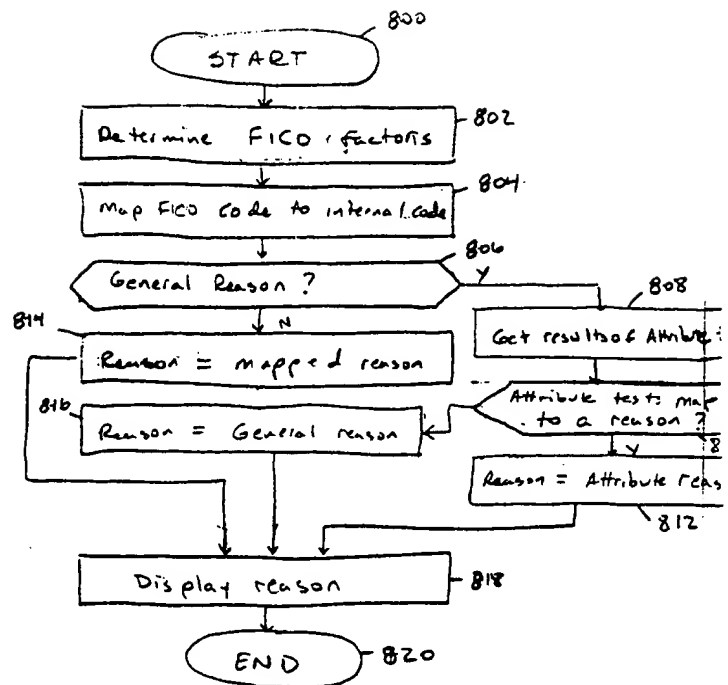 800
START
Determine FICO factors
802
804
Map FICO code to internal code
806
General Reason ?
Y
808
N
814
Get results of Attribute
Reason = mapped reason
Attribute tests map
to a reason ?
8
816
Reason = General reason
Y
Reason = Attribute reas
812
Display reason
818
END
820